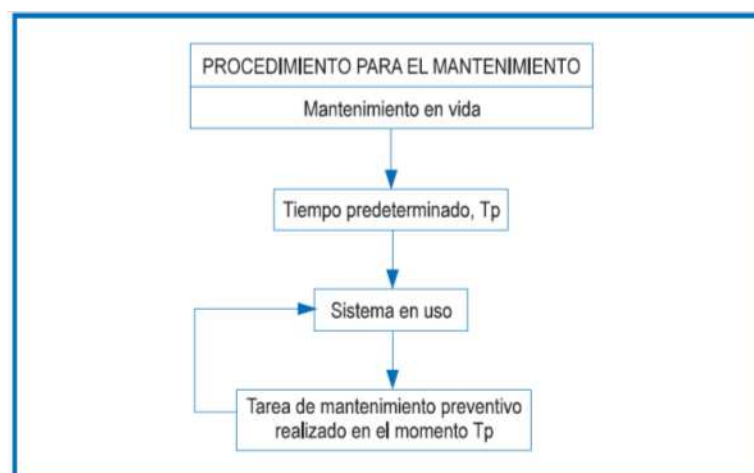 PROCEDIMIENTO PARA EL MANTENIMIENTO
Mantenimiento en vida
Tiempo predeterminado, Tp
Sistema en uso
Tarea de mantenimiento preventivo
realizado en el momento Tp